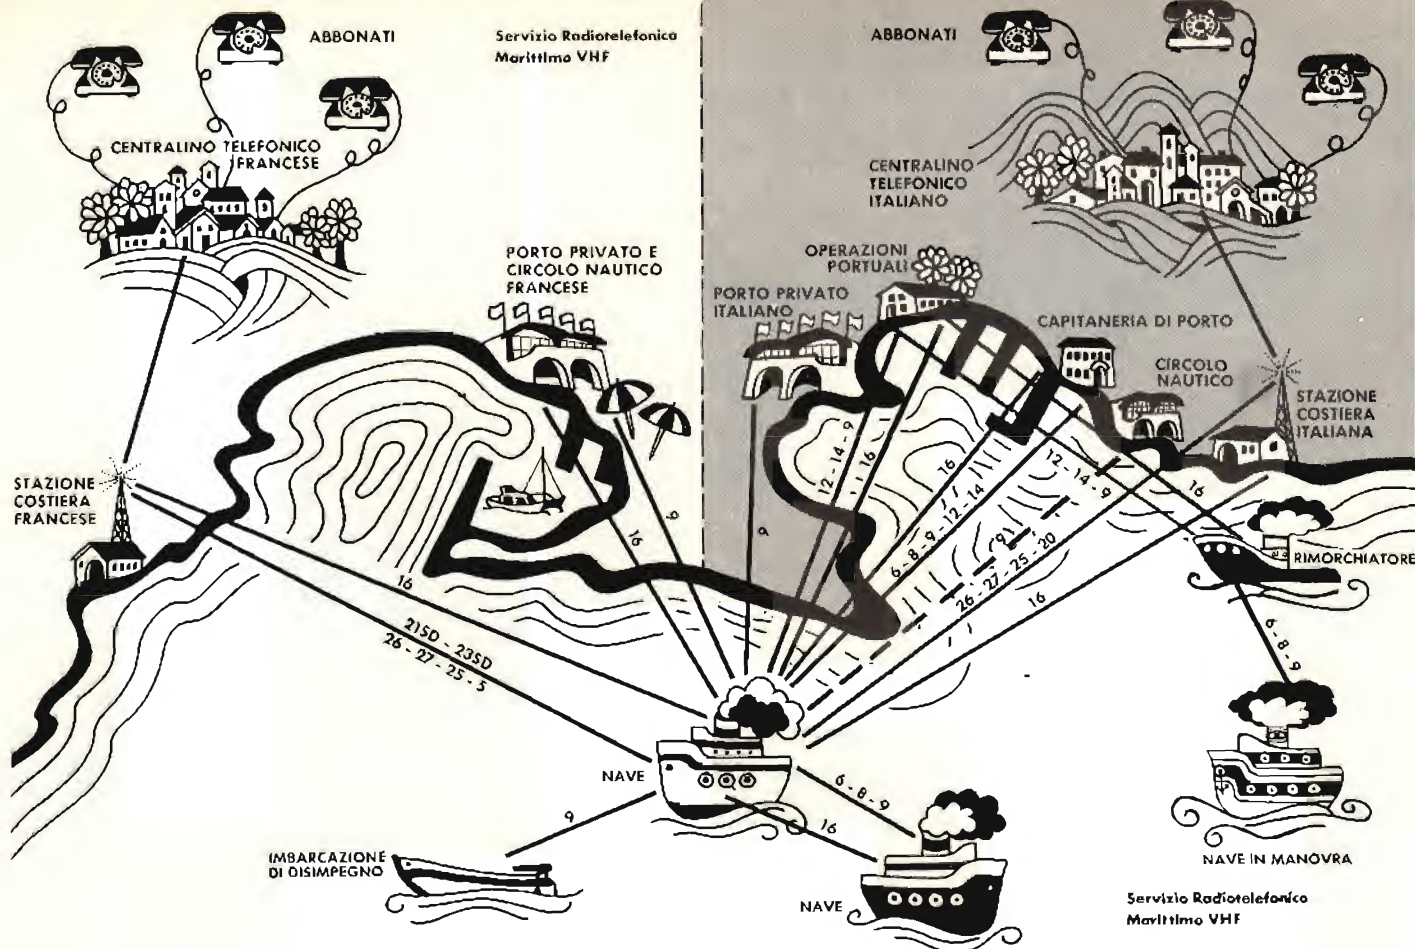 ABBONATI
Servizio Radiotelefonico
Marittimo VHF
ABBONATI
CENTRALINO TELEFONICO
FRANCESE
CENTRALINO
TELEFONICO
ITALIANO
PORTO PRIVATO E
CIRCOLO NAUTICO
FRANCESE
OPERAZIONI
PORTUALI
PORTO PRIVATO
ITALIANO
CAPITANERIA DI PORTO
CIRCOLO
NAUTICO
STAZIONE
COSTIERA
ITALIANA
STAZIONE
COSTIERA
FRANCESE
16
9
9
12 - 14 - 9
16
16
6 - 8 - 9 - 12 - 14
12 - 14 - 9
9
26 - 27 - 25 - 20
16
16
RIMORCHIATORE
16
21SD - 23SD
26 - 27 - 25 - 5
6 - 8 - 9
NAVE
6 - 8 - 9
16
9
IMBARCAZIONE
DI DISIMPEGNO
NAVE
NAVE IN MANOVRA
Servizio Radiotelefonico
Marittimo VHF